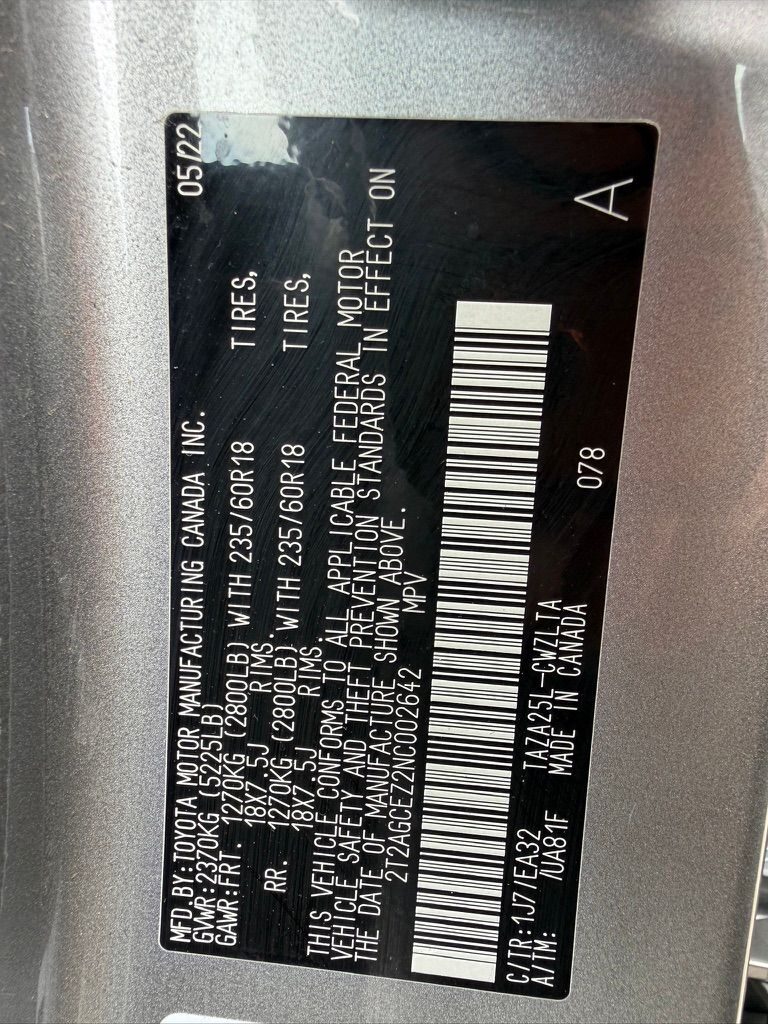 MFD.BY:TOYOTA MOTOR MANUFACTURING CANADA INC. 05/22
GVWR:2370KG (5225LB)
GAWR:FRT. 1270KG (2800LB) WITH 235/60R18 TIRES,
18X7.5J RIMS.
RR. 1270KG (2800LB) WITH 235/60R18 TIRES,
18X7.5J RIMS.
THIS VEHICLE CONFORMS TO ALL APPLICABLE FEDERAL MOTOR
VEHICLE SAFETY AND THEFT PREVENTION STANDARDS IN EFFECT ON
THE DATE OF MANUFACTURE SHOWN ABOVE.
2T2AGCEZ2NC002642 MPV
C/TR:1J7/EA32 TAZA25L-CWZLTA 078 A
A/TM: /UA81F MADE IN CANADA